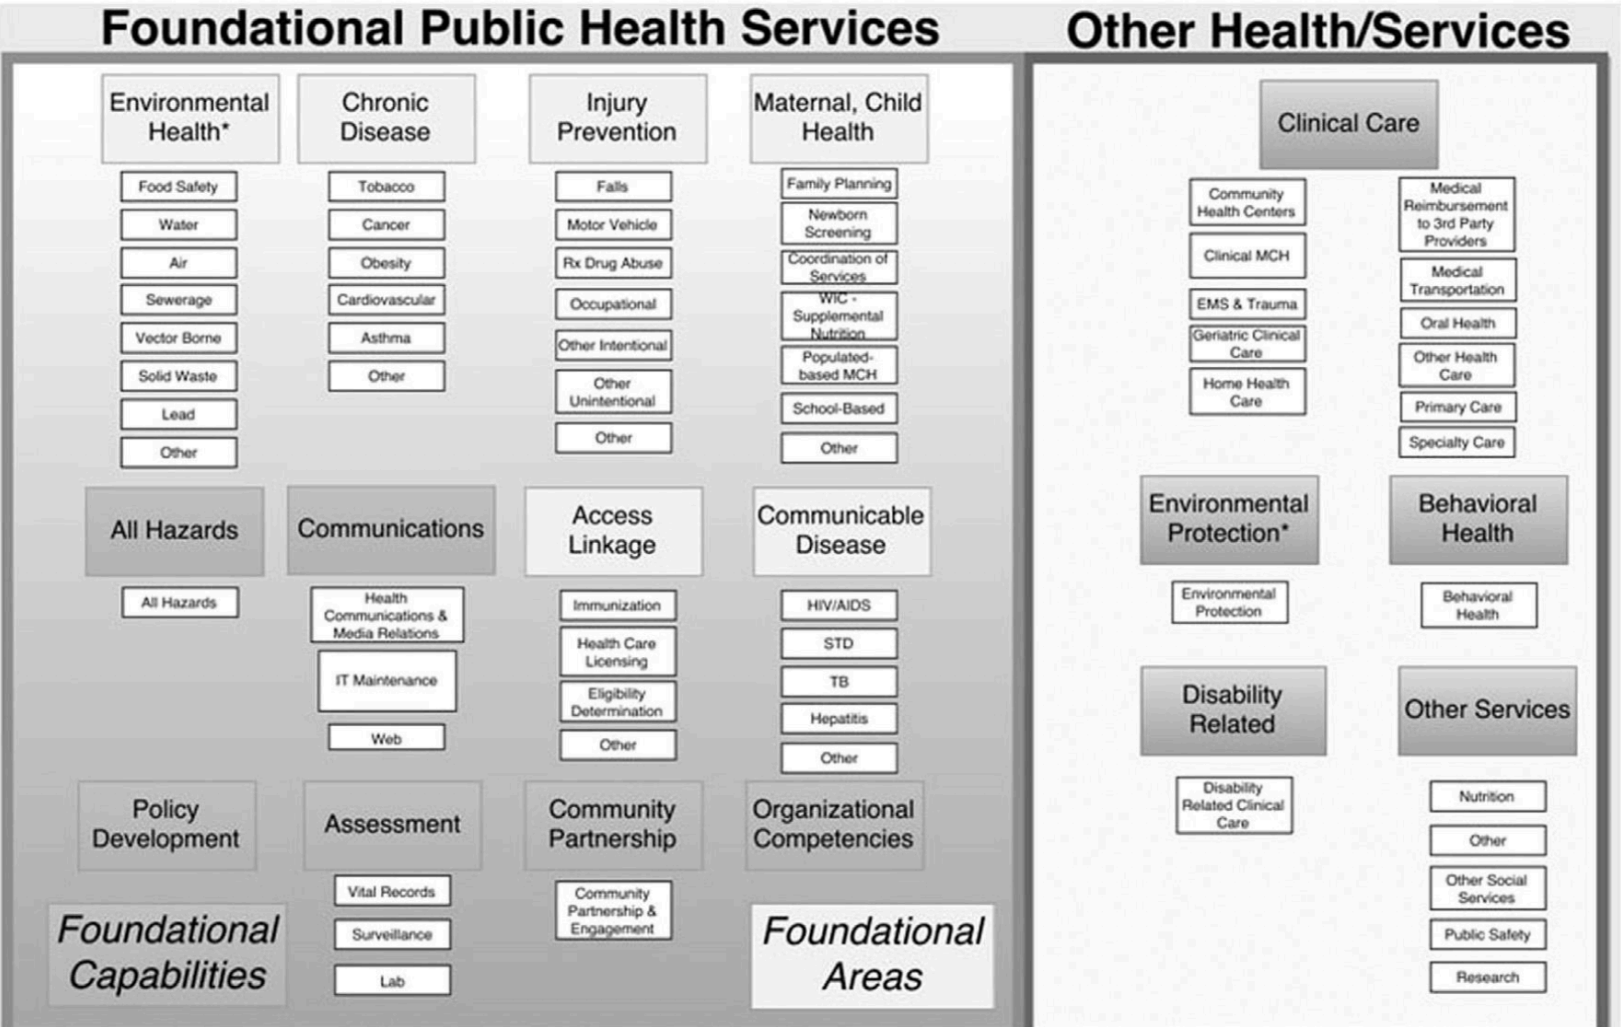 Foundational Public Health Services
Environmental
Health*
Food Safety
Water
Air
Sewerage
Vector Borne
Solid Waste
Lead
Other
Chronic
Disease
Tobacco
Cancer
Obesity
Cardiovascular
Asthma
Other
Injury
Prevention
Falls
Motor Vehicle
Rx Drug Abuse
Occupational
Other Intentional
Other
Unintentional
Other
Maternal, Child
Health
Family Planning
Newborn
Screening
Coordination of
Services
WIC -
Supplemental
Nutrition
Populated-
based MCH
School-Based
Other
All Hazards
All Hazards
Communications
Health
Communications &
Media Relations
IT Maintenance
Web
Access
Linkage
Immunization
Health Care
Licensing
Eligibility
Determination
Other
Communicable
Disease
HIV/AIDS
STD
TB
Hepatitis
Other
Policy
Development
Assessment
Vital Records
Surveillance
Lab
Community
Partnership
Community
Partnership &
Engagement
Organizational
Competencies
Foundational
Capabilities
Foundational
Areas
Other Health/Services
Clinical Care
Community
Health Centers
Clinical MCH
EMS & Trauma
Geriatric Clinical
Care
Home Health
Care
Medical
Reimbursement
to 3rd Party
Providers
Medical
Transportation
Oral Health
Other Health
Care
Primary Care
Specialty Care
Environmental
Protection*
Environmental
Protection
Behavioral
Health
Behavioral
Health
Disability
Related
Disability
Related Clinical
Care
Other Services
Nutrition
Other
Other Social
Services
Public Safety
Research